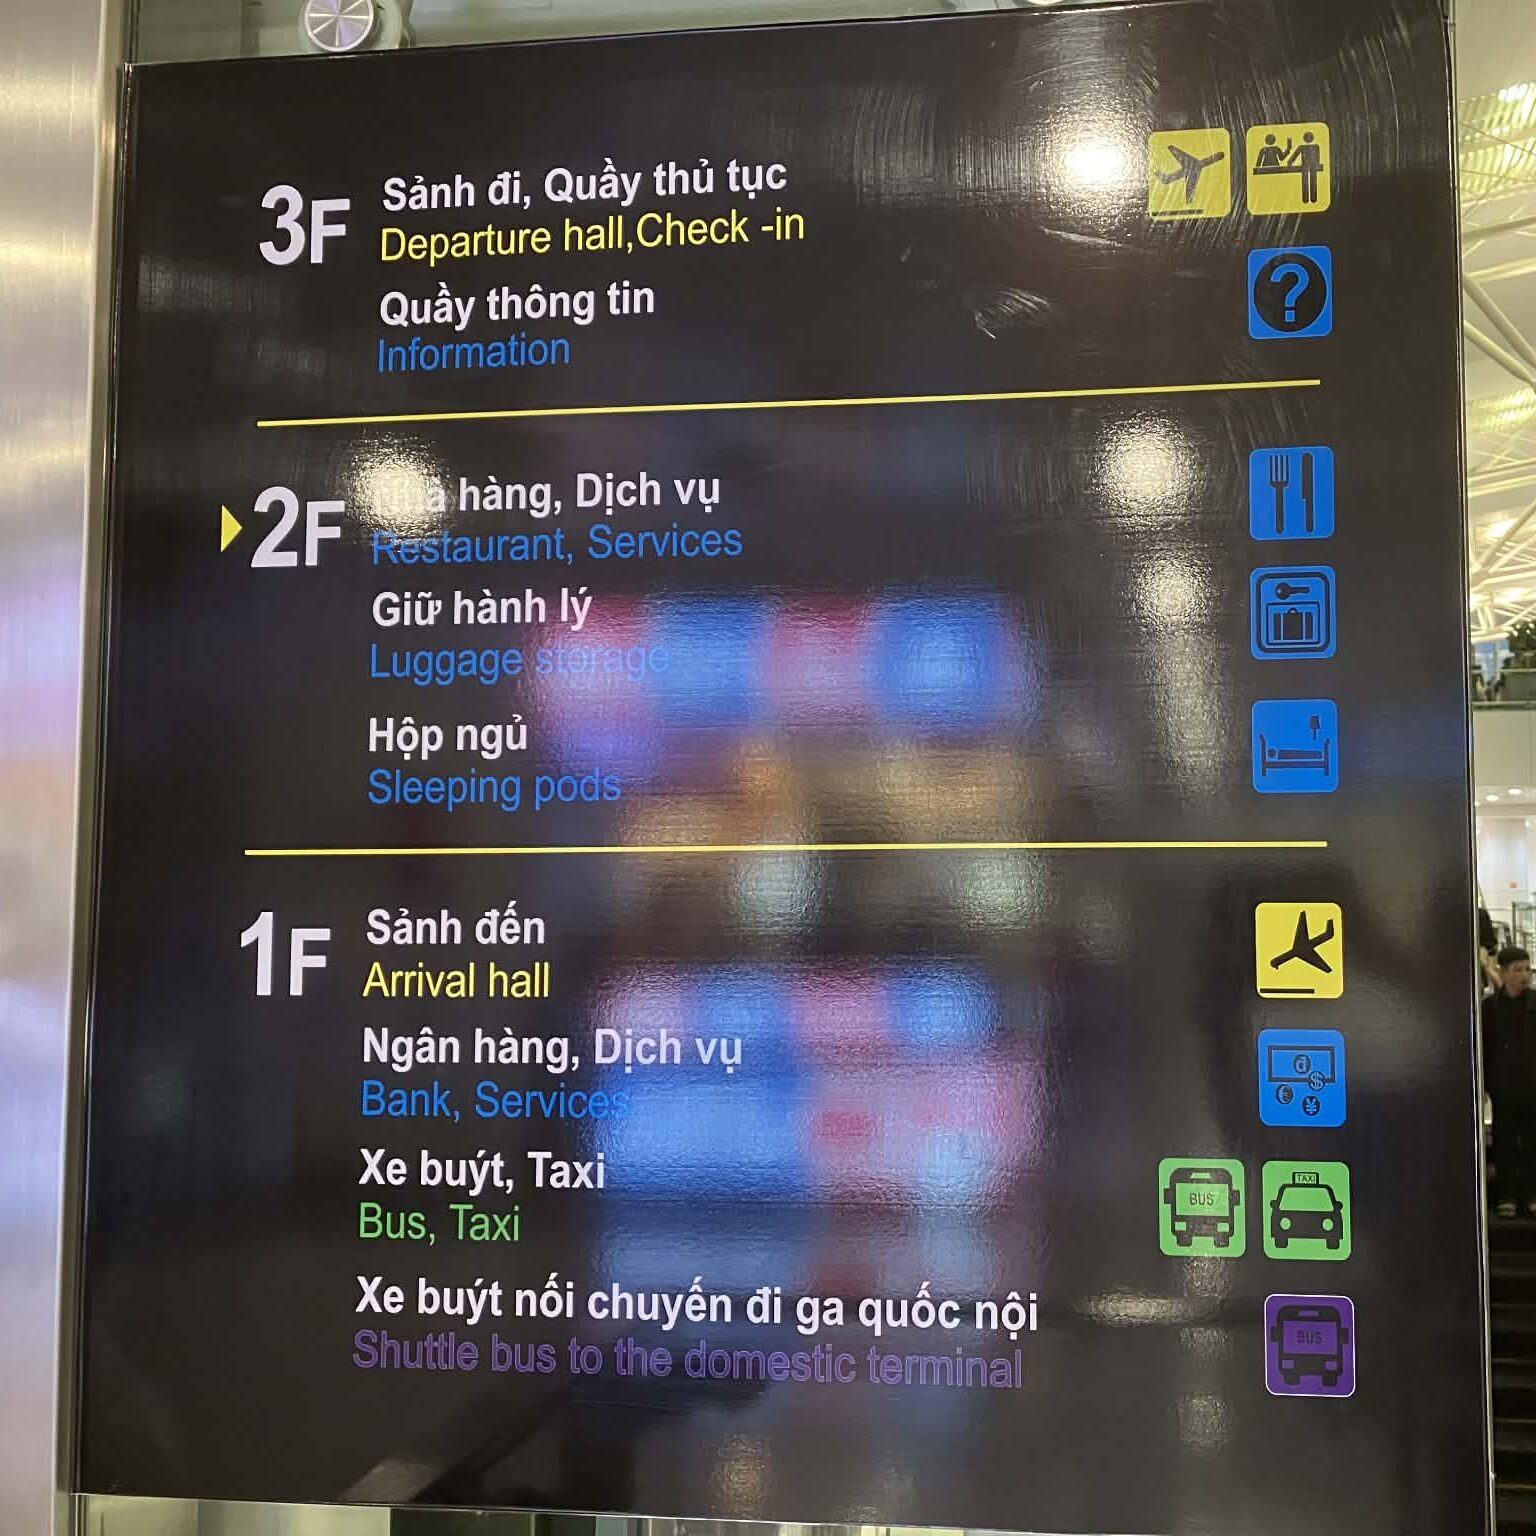 3F
Sảnh đi, Quầy thủ tục
Departure hall,Check -in
Quầy thông tin
Information
?
2F
hàng, Dịch vụ
Restaurant, Services
Giữ hành lý
Luggage storage
Hộp ngủ
Sleeping pods
1F
Sảnh đến
Arrival hall
Ngân hàng, Dịch vụ
Bank, Services
đ $ € ¥
Xe buýt, Taxi
Bus, Taxi
BUS
TAXI
Xe buýt nối chuyến đi ga quốc nội
Shuttle bus to the domestic terminal
BUS